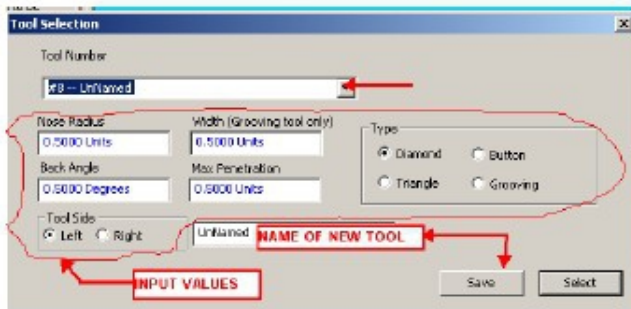 Tool Selection
Tool Number
#8 -- UnNamed
Nose Radius Width (Grooving tool only) Type
0.5000 Units 0.5000 Units
Diamond Button
Back Angle Max Penetration
0.5000 Degrees 0.5000 Units
Triangle Grooving
Tool Side
Left Right
UnNamed NAME OF NEW TOOL
INPUT VALUES
Save Select